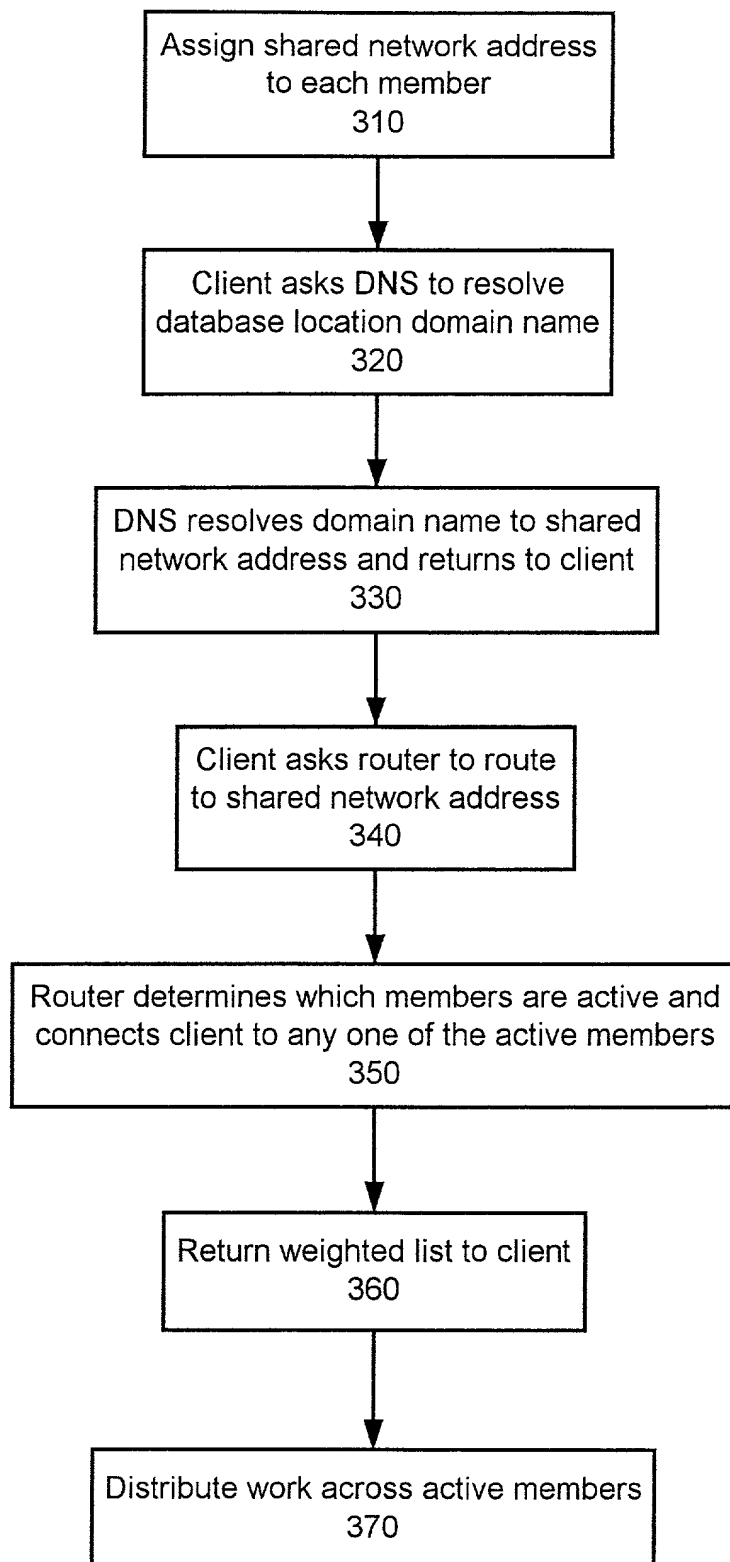 Assign shared network address
to each member
310
Client asks DNS to resolve
database location domain name
320
DNS resolves domain name to shared
network address and returns to client
330
Client asks router to route
to shared network address
340
Router determines which members are active and
connects client to any one of the active members
350
Return weighted list to client
360
Distribute work across active members
370